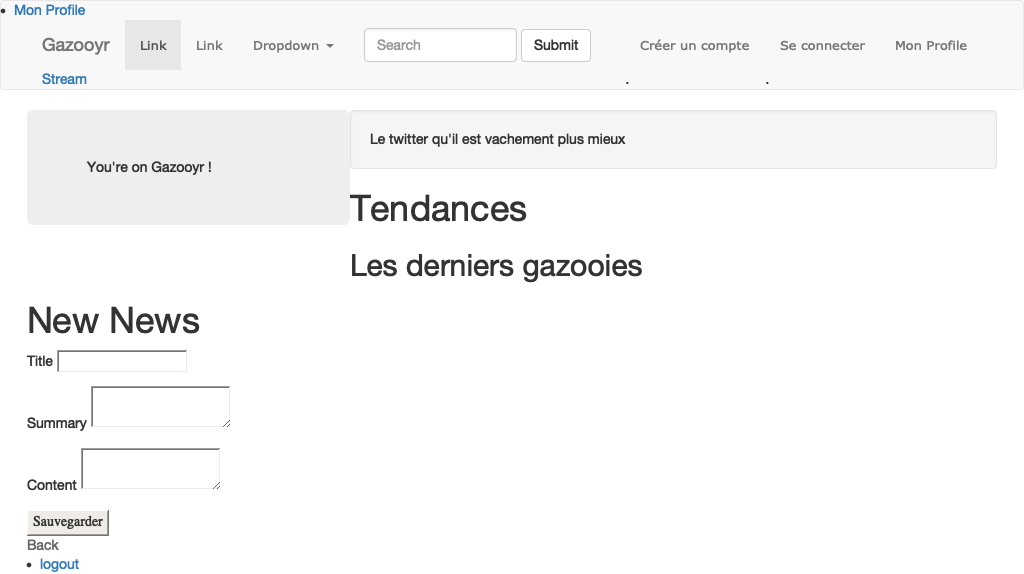 Mon Profile
Gazooyr Link Link Dropdown Search Submit Créer un compte Se connecter Mon Profile
Stream
You're on Gazooyr !
Le twitter qu'il est vachement plus mieux
Tendances
Les derniers gazooies
New News
Title
Summary
Content
Sauvegarder
Back
logout